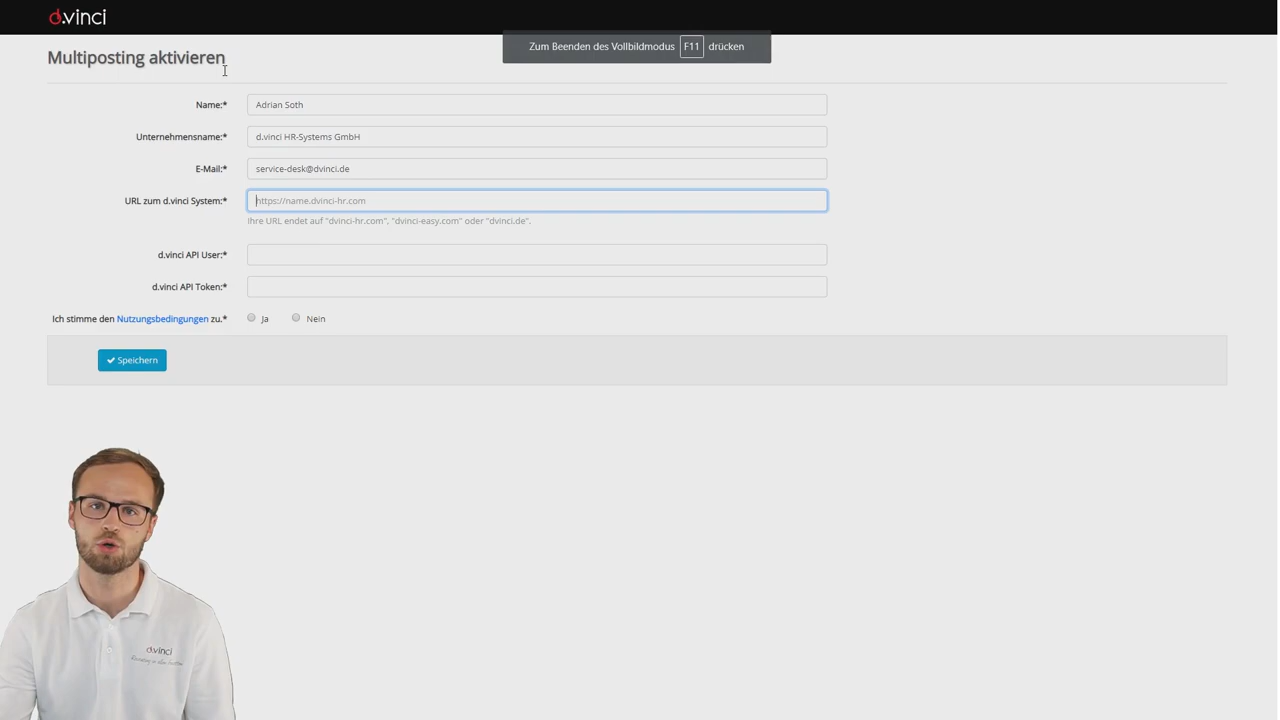 d.vinci
Zum Beenden des Vollbildmodus F11 drücken
Multiposting aktivieren
Name:* Adrian Soth
Unternehmensname:* d.vinci HR-Systems GmbH
E-Mail:* service-desk@dvinci.de
URL zum d.vinci System:* https://name.dvinci-hr.com
Ihre URL endet auf "dvinci-hr.com", "dvinci-easy.com" oder "dvinci.de".
d.vinci API User:*
d.vinci API Token:*
Ich stimme den Nutzungsbedingungen zu.* Ja Nein
Speichern
d.vinci